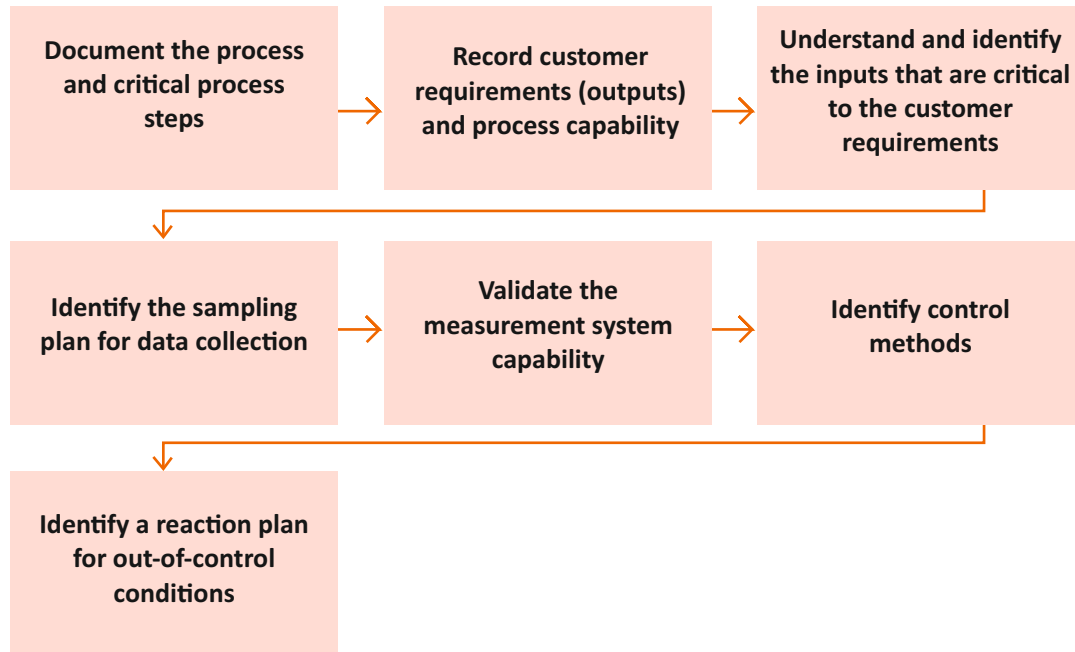 Document the process
and critical process
steps
Record customer
requirements (outputs)
and process capability
Understand and identify
the inputs that are critical
to the customer
requirements
Identify the sampling
plan for data collection
Validate the
measurement system
capability
Identify control
methods
Identify a reaction plan
for out-of-control
conditions